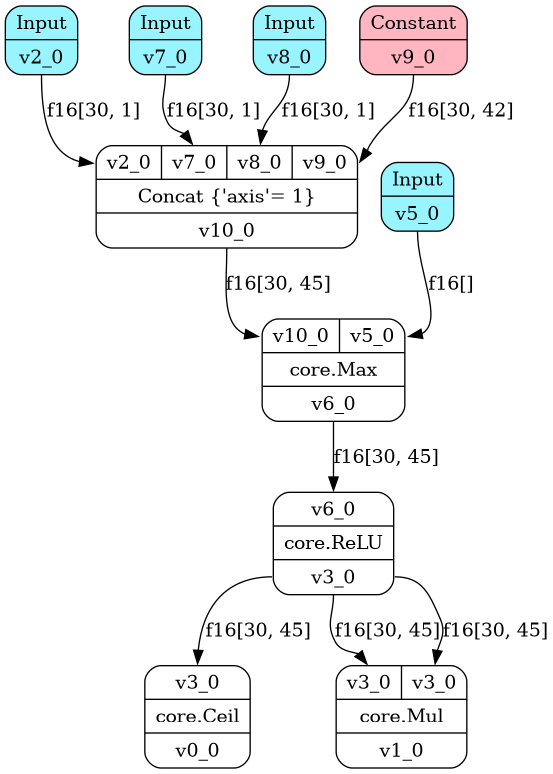 Input
v2_0
Input
v7_0
Input
v8_0
Constant
v9_0
f16[30, 1]
f16[30, 1]
f16[30, 1]
f16[30, 42]
v2_0 v7_0 v8_0 v9_0
Concat {'axis'= 1}
v10_0
Input
v5_0
f16[30, 45]
f16[]
v10_0 v5_0
core.Max
v6_0
f16[30, 45]
v6_0
core.ReLU
v3_0
f16[30, 45]
f16[30, 45]
f16[30, 45]
v3_0
core.Ceil
v0_0
v3_0 v3_0
core.Mul
v1_0